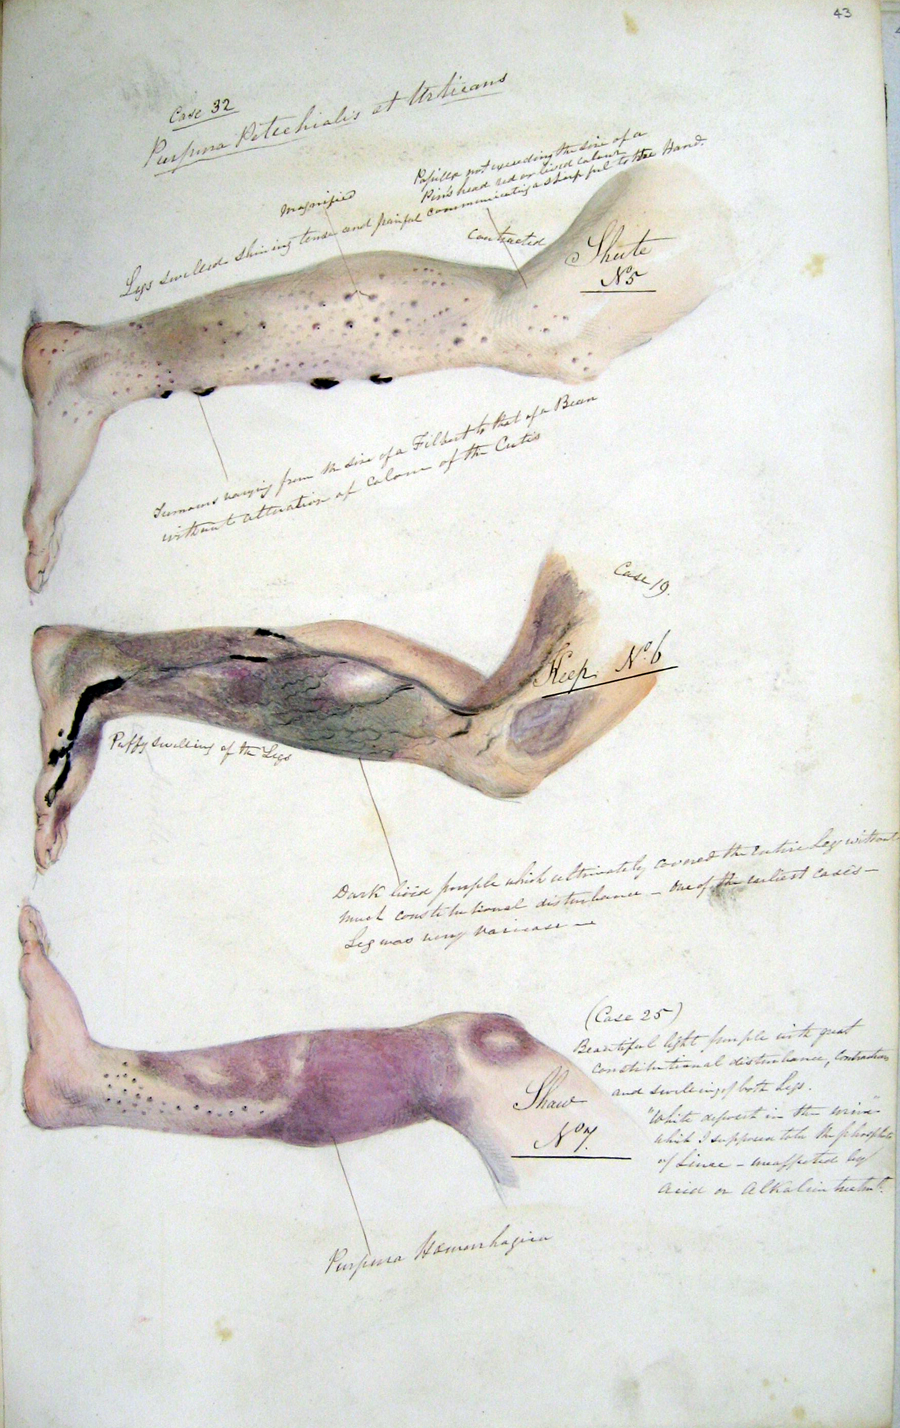 43
Case 32
Purpura Petechialis et Urticans
Papillæ not exceeding the size of a
Pins head red or livid colour
magnified
Legs swelled shining tense and painful communicating a sharp feel to the Hand.
contracted
Shute
No 5
Tumours varying from the size of a Filbert to that of a Bean
without alteration of Colour of the Cutis
Case 19.
Keep No 6
Puffy swelling of the Legs
Dark livid purple which ultimately covered the entire Leg without
much constitutional disturbance – One of the earliest cases –
Leg was very varicose –
(Case 25)
Beautiful light purple with great
constitutional disturbance, Contraction
and swelling of both Legs.
"White deposit in the urine"
which I supposed to be the phosphate
of Lime – unaffected by
acid or Alkaline
Shaw
No 7.
Purpura Hæmorrhagica